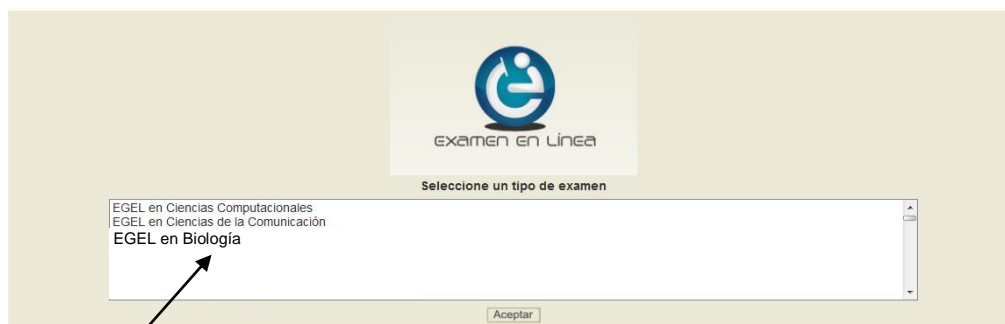 examen en línea
Seleccione un tipo de examen
EGEL en Ciencias Computacionales
EGEL en Ciencias de la Comunicación
EGEL en Biología
Aceptar